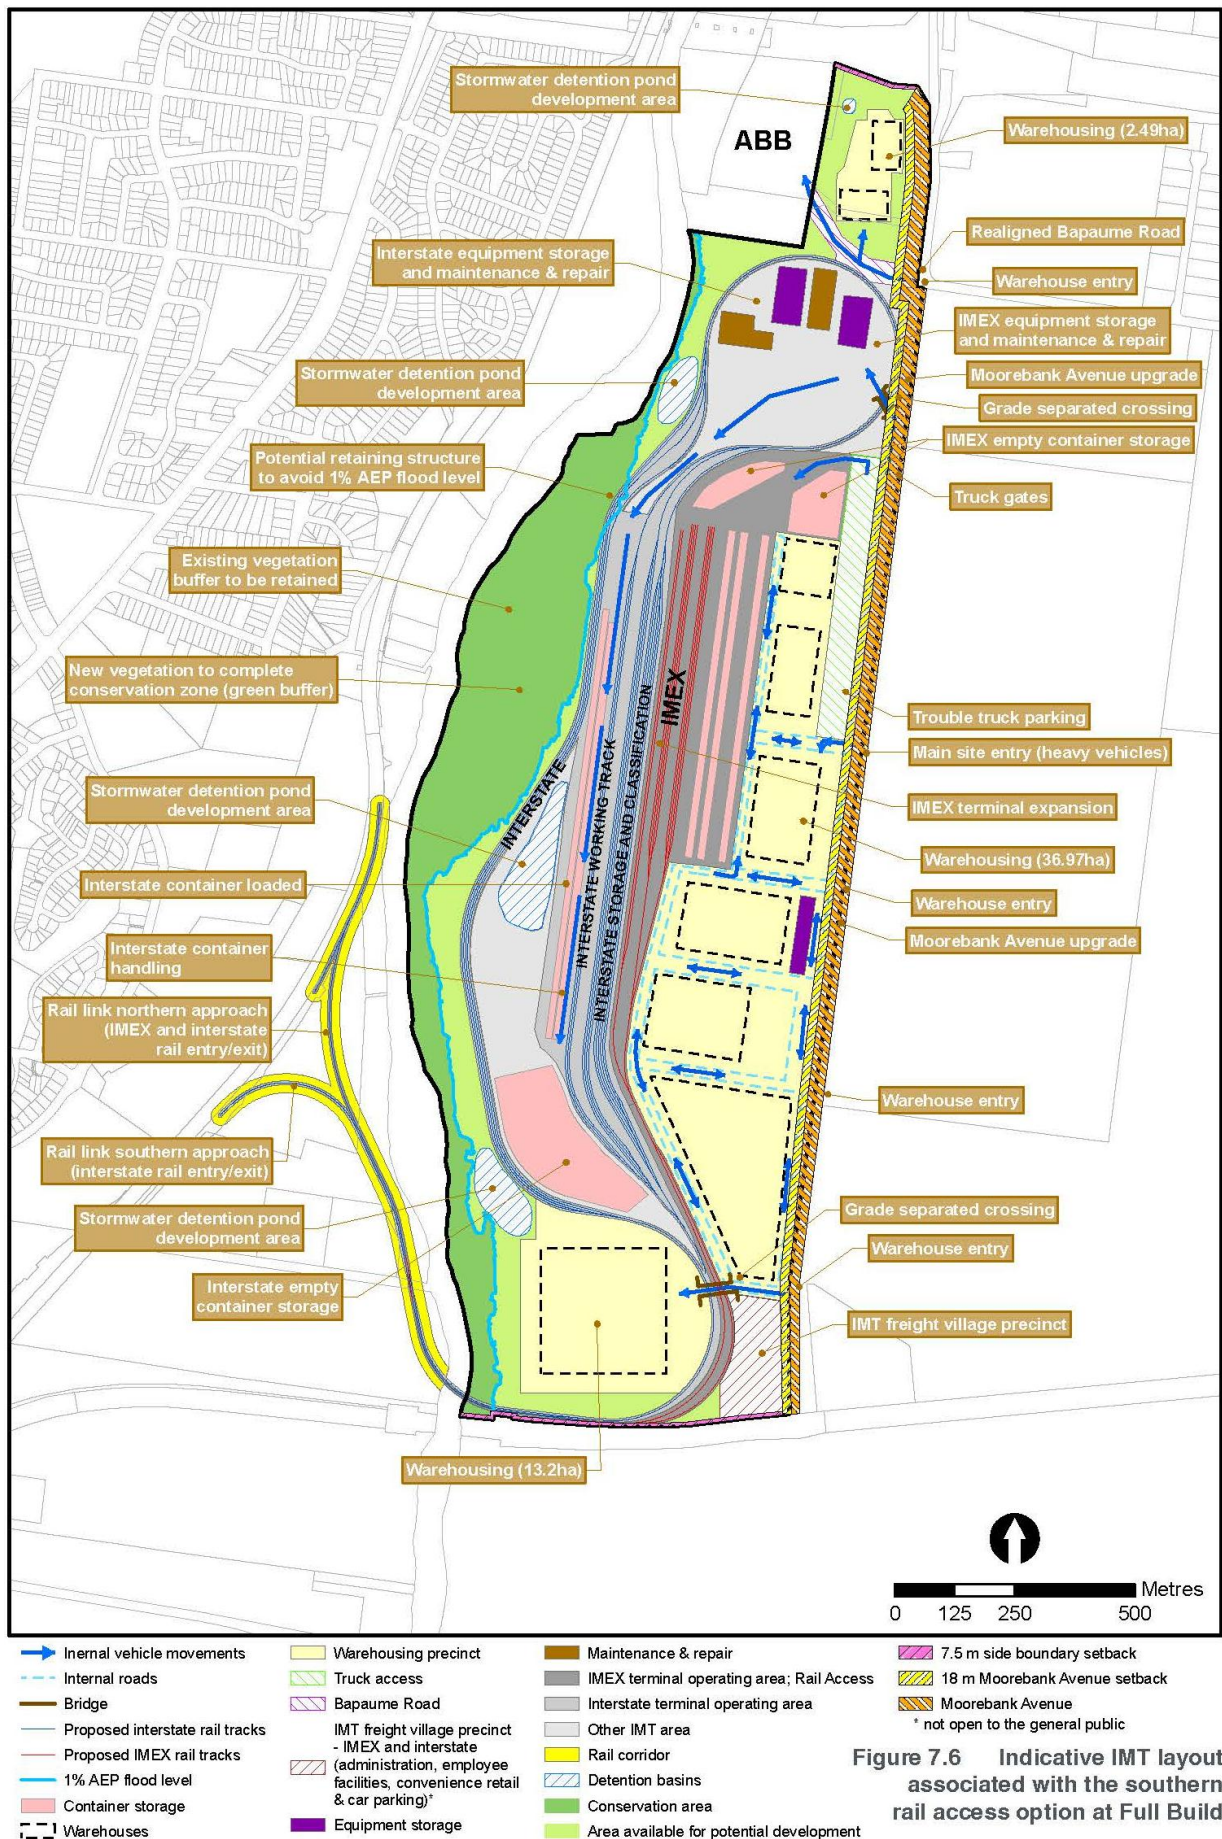 Stormwater detention pond
development area
ABB
Warehousing (2.49ha)
Realigned Bapaume Road
Interstate equipment storage
and maintenance & repair
Warehouse entry
IMEX equipment storage
and maintenance & repair
Stormwater detention pond
development area
Moorebank Avenue upgrade
Grade separated crossing
IMEX empty container storage
Potential retaining structure
to avoid 1% AEP flood level
Truck gates
Existing vegetation
buffer to be retained
New vegetation to complete
conservation zone (green buffer)
IMEX
INTERSTATE
INTERSTATE WORKING TRACK
INTERSTATE STORAGE AND CLASSIFICATION
Trouble truck parking
Main site entry (heavy vehicles)
Stormwater detention pond
development area
IMEX terminal expansion
Warehousing (36.97ha)
Interstate container loaded
Warehouse entry
Moorebank Avenue upgrade
Interstate container
handling
Rail link northern approach
(IMEX and interstate
rail entry/exit)
Warehouse entry
Rail link southern approach
(interstate rail entry/exit)
Stormwater detention pond
development area
Grade separated crossing
Warehouse entry
Interstate empty
container storage
IMT freight village precinct
Warehousing (13.2ha)
Metres
0 125 250 500
Inernal vehicle movements
Internal roads
Bridge
Proposed interstate rail tracks
Proposed IMEX rail tracks
1% AEP flood level
Container storage
Warehouses
Warehousing precinct
Truck access
Bapaume Road
IMT freight village precinct
- IMEX and interstate
(administration, employee
facilities, convenience retail
& car parking)*
Equipment storage
Maintenance & repair
IMEX terminal operating area; Rail Access
Interstate terminal operating area
Other IMT area
Rail corridor
Detention basins
Conservation area
Area available for potential development
7.5 m side boundary setback
18 m Moorebank Avenue setback
Moorebank Avenue
* not open to the general public
Figure 7.6 Indicative IMT layout
associated with the southern
rail access option at Full Build